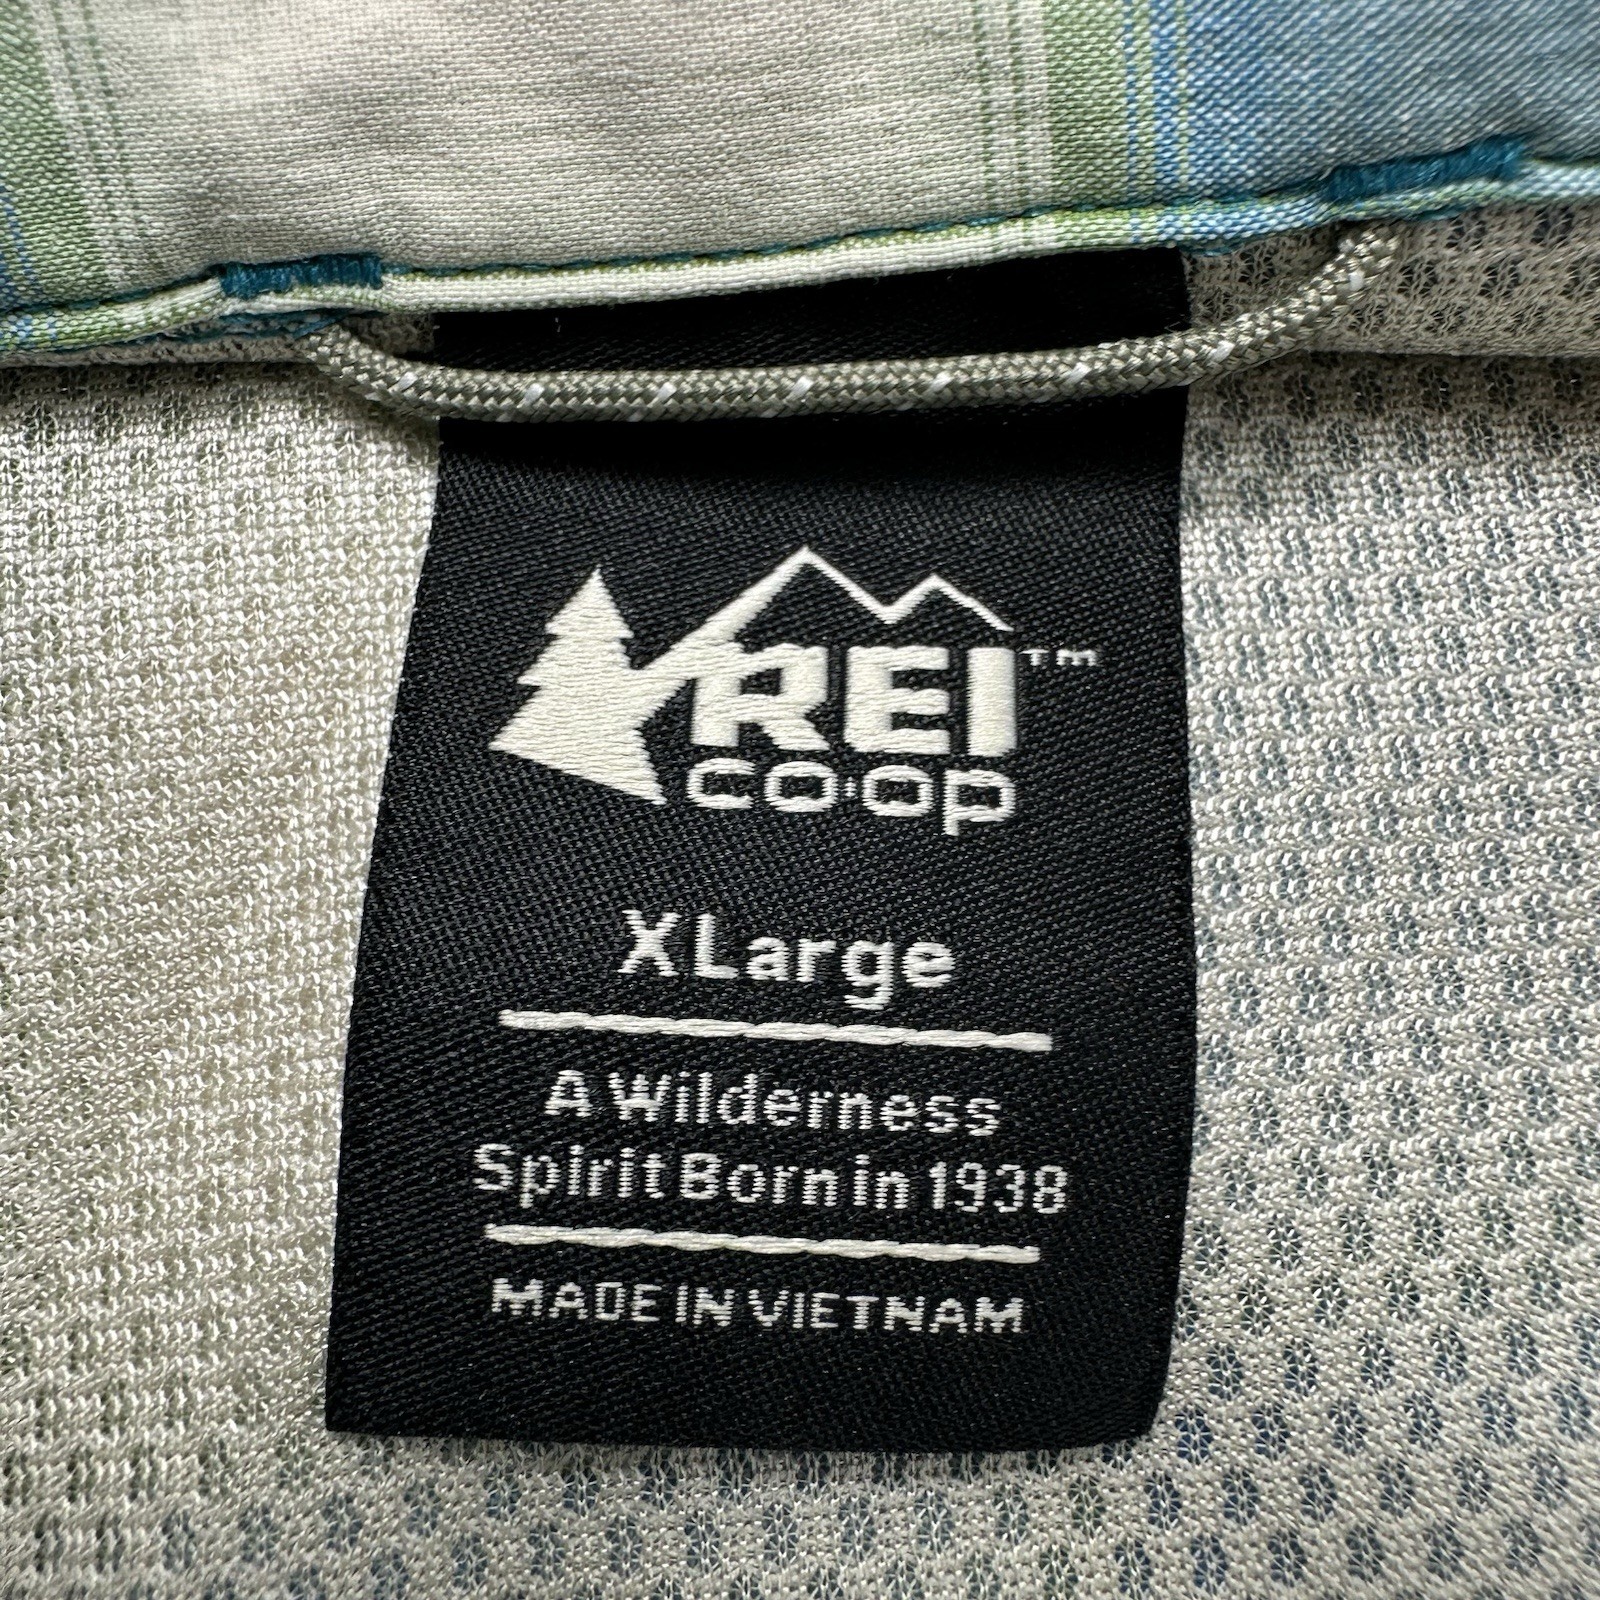 REI™
CO·OP
XLarge
A Wilderness
Spirit Born in 1938
MADE IN VIETNAM